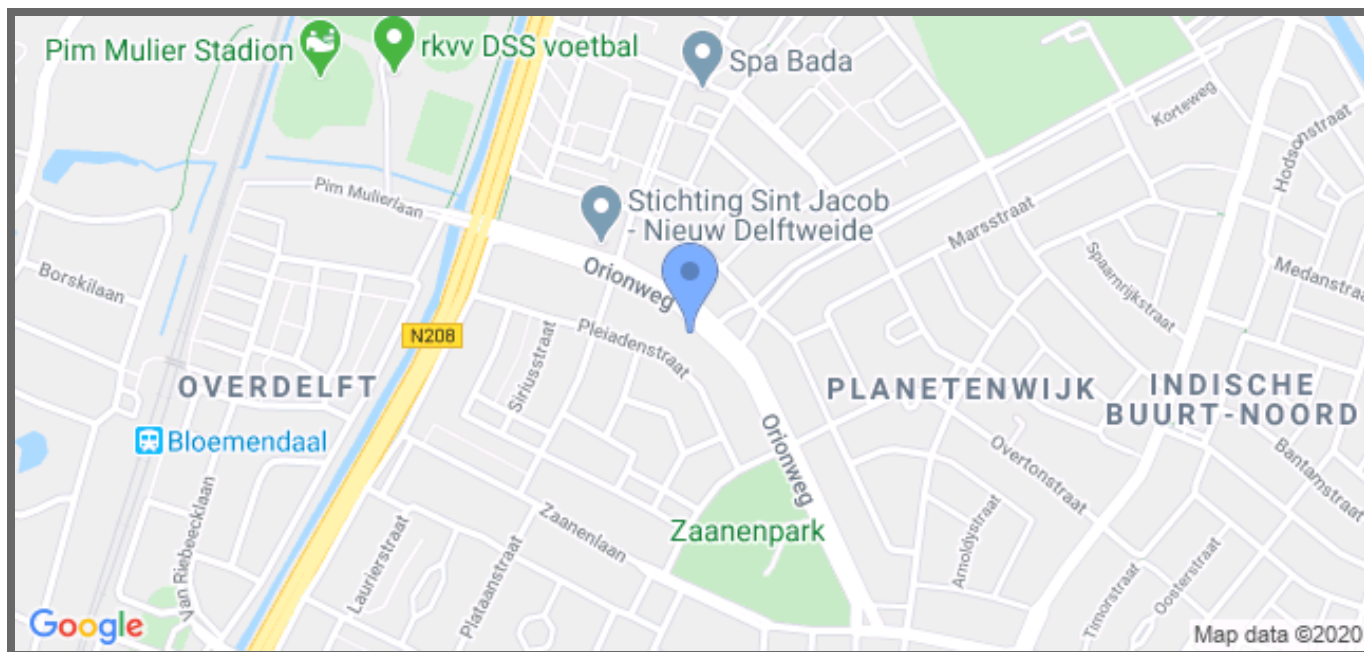 Pim Mulier Stadion
rkvv DSS voetbal
Spa Bada
Korteweg
Hodsonstraat
Pim Mulierlaan
Stichting Sint Jacob
- Nieuw Delftweide
Marsstraat
Spaarnrijkstraat
Medanstraat
Borskilaan
Orionweg
N208
Pleiadenstraat
Siriusstraat
OVERDELFT
PLANETENWIJK
INDISCHE
BUURT-NOORD
Bloemendaal
Orionweg
Overtonstraat
Bantamstraat
Van Riebeecklaan
Laurierstraat
Plataanstraat
Zaanenlaan
Zaanenpark
Arnoldystraat
Timorstraat
Oosterstraat
Google
Map data ©2020